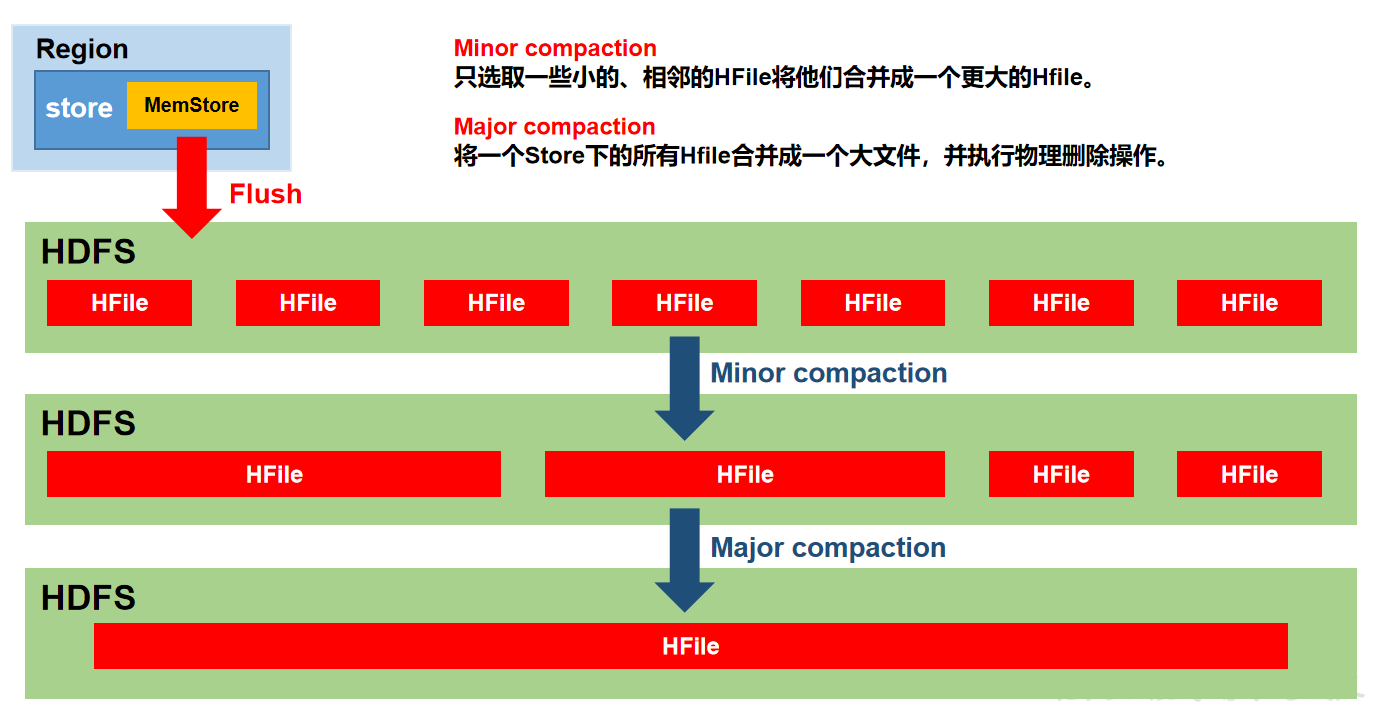 Region
store
MemStore
Flush
Minor compaction
只选取一些小的、相邻的HFile将他们合并成一个更大的Hfile。
Major compaction
将一个Store下的所有Hfile合并成一个大文件，并执行物理删除操作。
HDFS
HFile HFile HFile HFile HFile HFile HFile
Minor compaction
HDFS
HFile HFile HFile HFile
Major compaction
HDFS
HFile